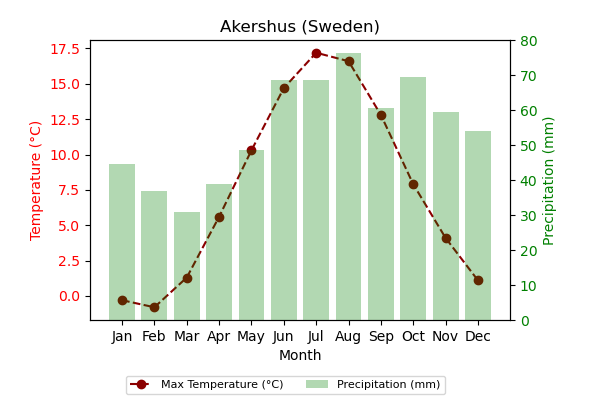 Akershus (Sweden)
Temperature (°C)
17.5
15.0
12.5
10.0
7.5
5.0
2.5
0.0
80
70
60
50
40
30
20
10
0
Precipitation (mm)
Jan Feb Mar Apr May Jun Jul Aug Sep Oct Nov Dec
Month
Max Temperature (°C) Precipitation (mm)